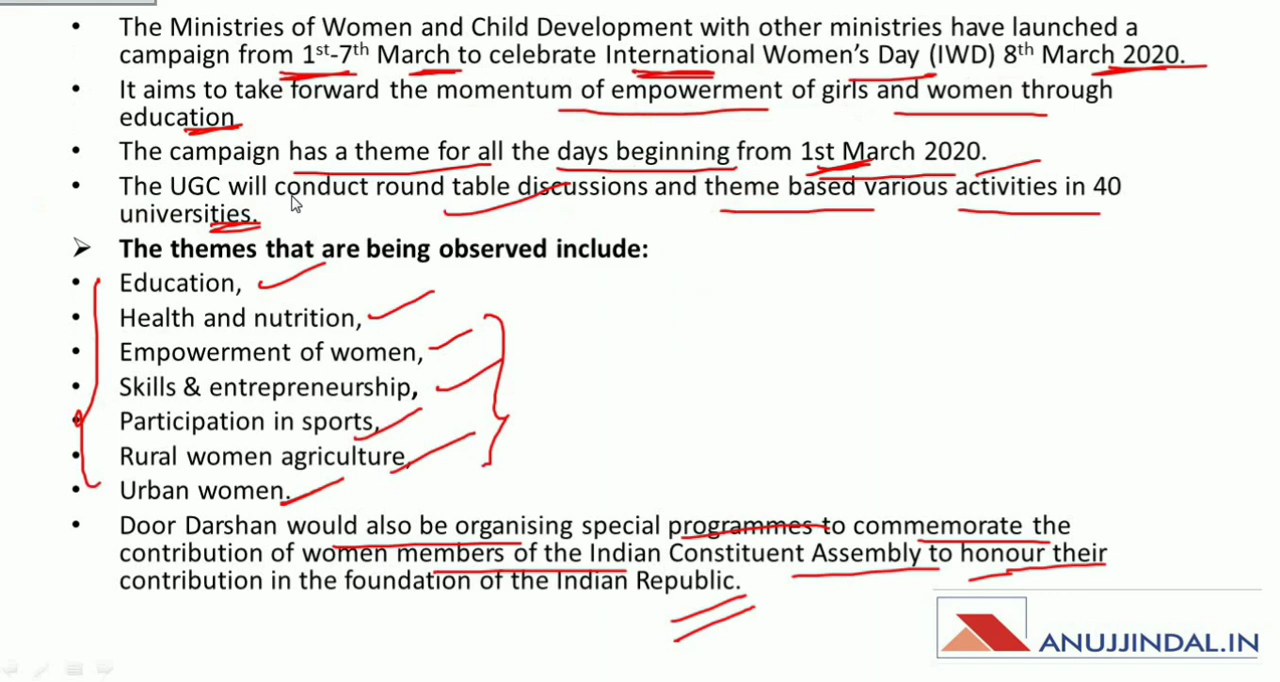 • The Ministries of Women and Child Development with other ministries have launched a
campaign from 1st-7th March to celebrate International Women's Day (IWD) 8th March 2020.
• It aims to take forward the momentum of empowerment of girls and women through
education
• The campaign has a theme for all the days beginning from 1st March 2020.
• The UGC will conduct round table discussions and theme based various activities in 40
universities.
➤ The themes that are being observed include:
• Education,
• Health and nutrition,
• Empowerment of women,
• Skills & entrepreneurship,
• Participation in sports,
• Rural women agriculture,
• Urban women.
• Door Darshan would also be organising special programmes to commemorate the
contribution of women members of the Indian Constituent Assembly to honour their
contribution in the foundation of the Indian Republic.
ANUJJINDAL.IN